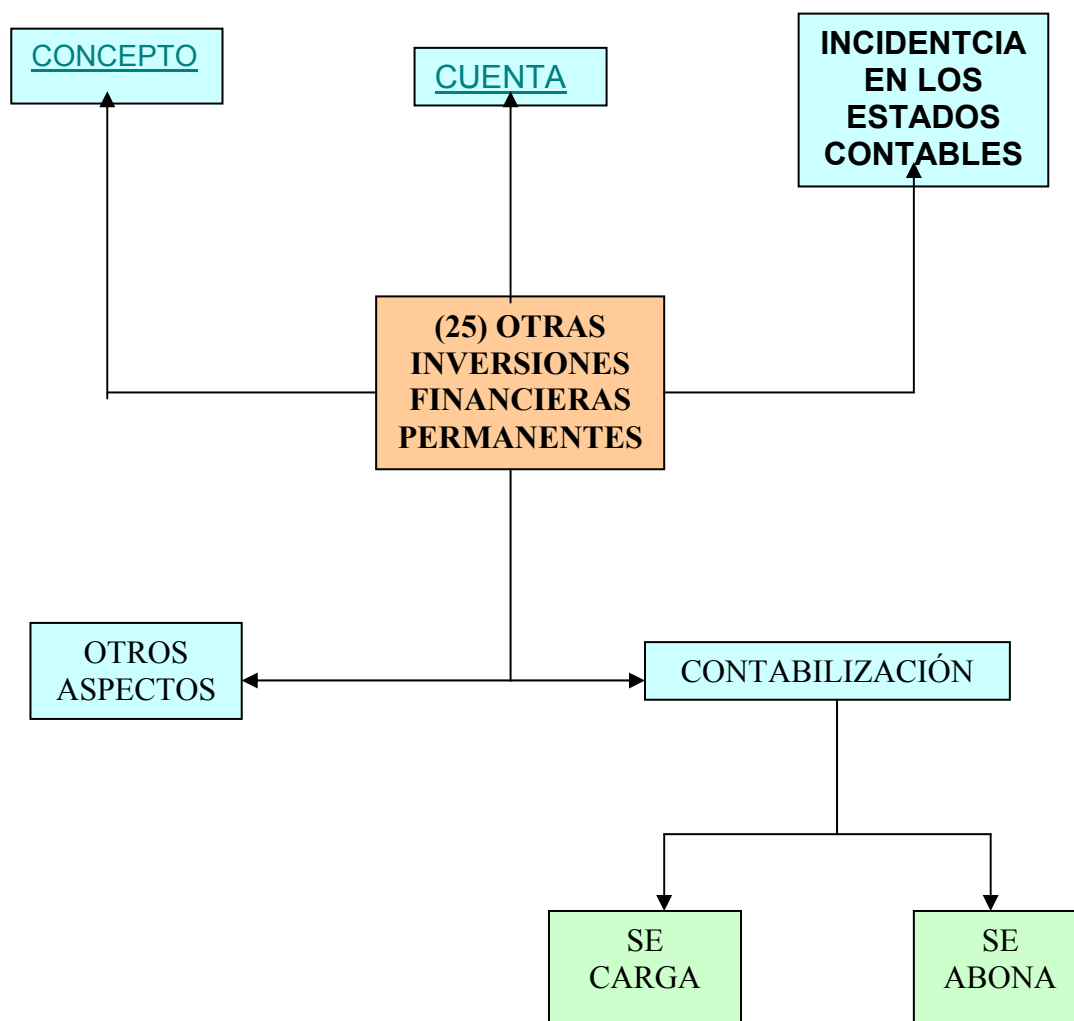 CONCEPTO
CUENTA
INCIDENTCIA
EN LOS
ESTADOS
CONTABLES
(25) OTRAS
INVERSIONES
FINANCIERAS
PERMANENTES
OTROS
ASPECTOS
CONTABILIZACIÓN
SE
CARGA
SE
ABONA